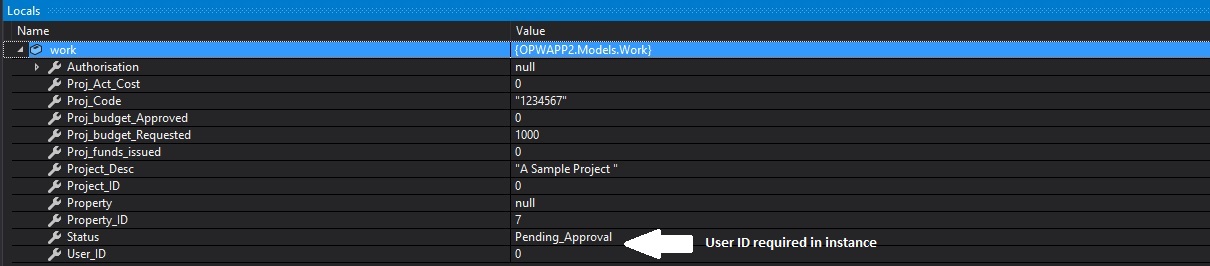 Locals
Name Value
work {OPWAPP2.Models.Work}
Authorisation null
Proj_Act_Cost 0
Proj_Code "1234567"
Proj_budget_Approved 0
Proj_budget_Requested 1000
Proj_funds_issued 0
Project_Desc "A Sample Project "
Project_ID 0
Property null
Property_ID 7
Status Pending_Approval User ID required in instance
User_ID 0